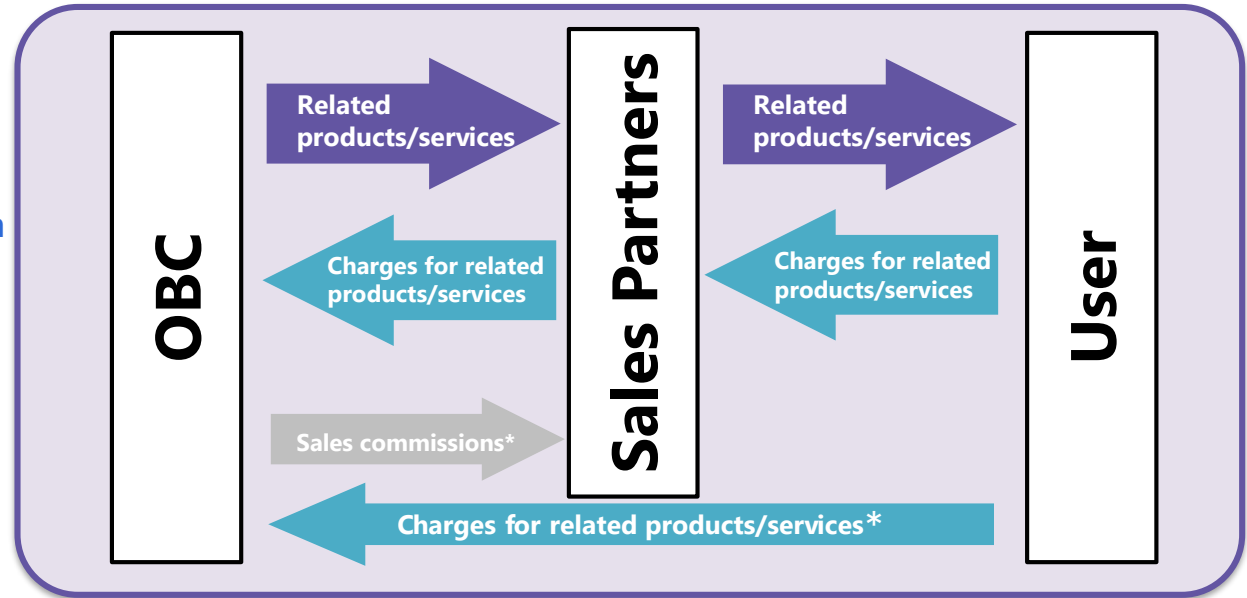 OBC
Related
products/services
Sales Partners
Related
products/services
User
Charges for related
products/services
Charges for related
products/services
Sales commissions*
Charges for related products/services*